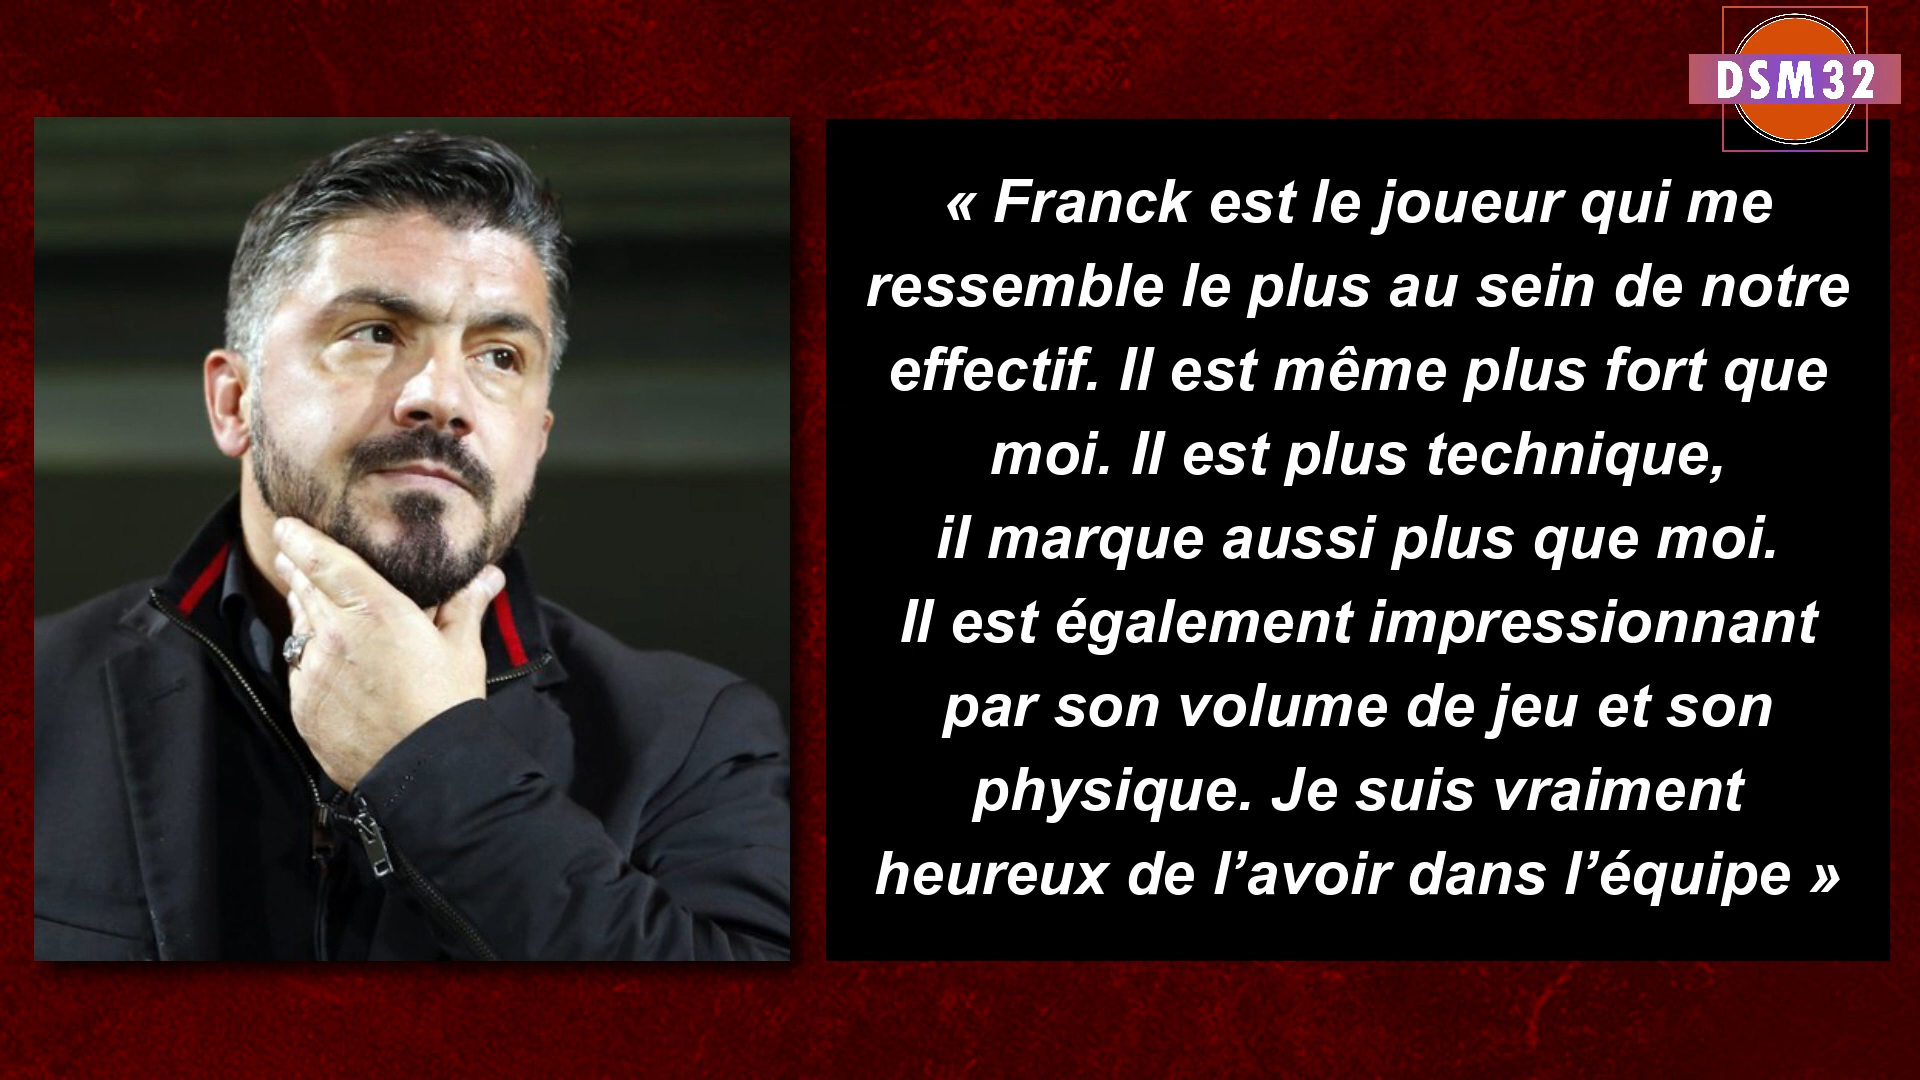 DSM32
« Franck est le joueur qui me
ressemble le plus au sein de notre
effectif. Il est même plus fort que
moi. Il est plus technique,
il marque aussi plus que moi.
Il est également impressionnant
par son volume de jeu et son
physique. Je suis vraiment
heureux de l’avoir dans l’équipe »